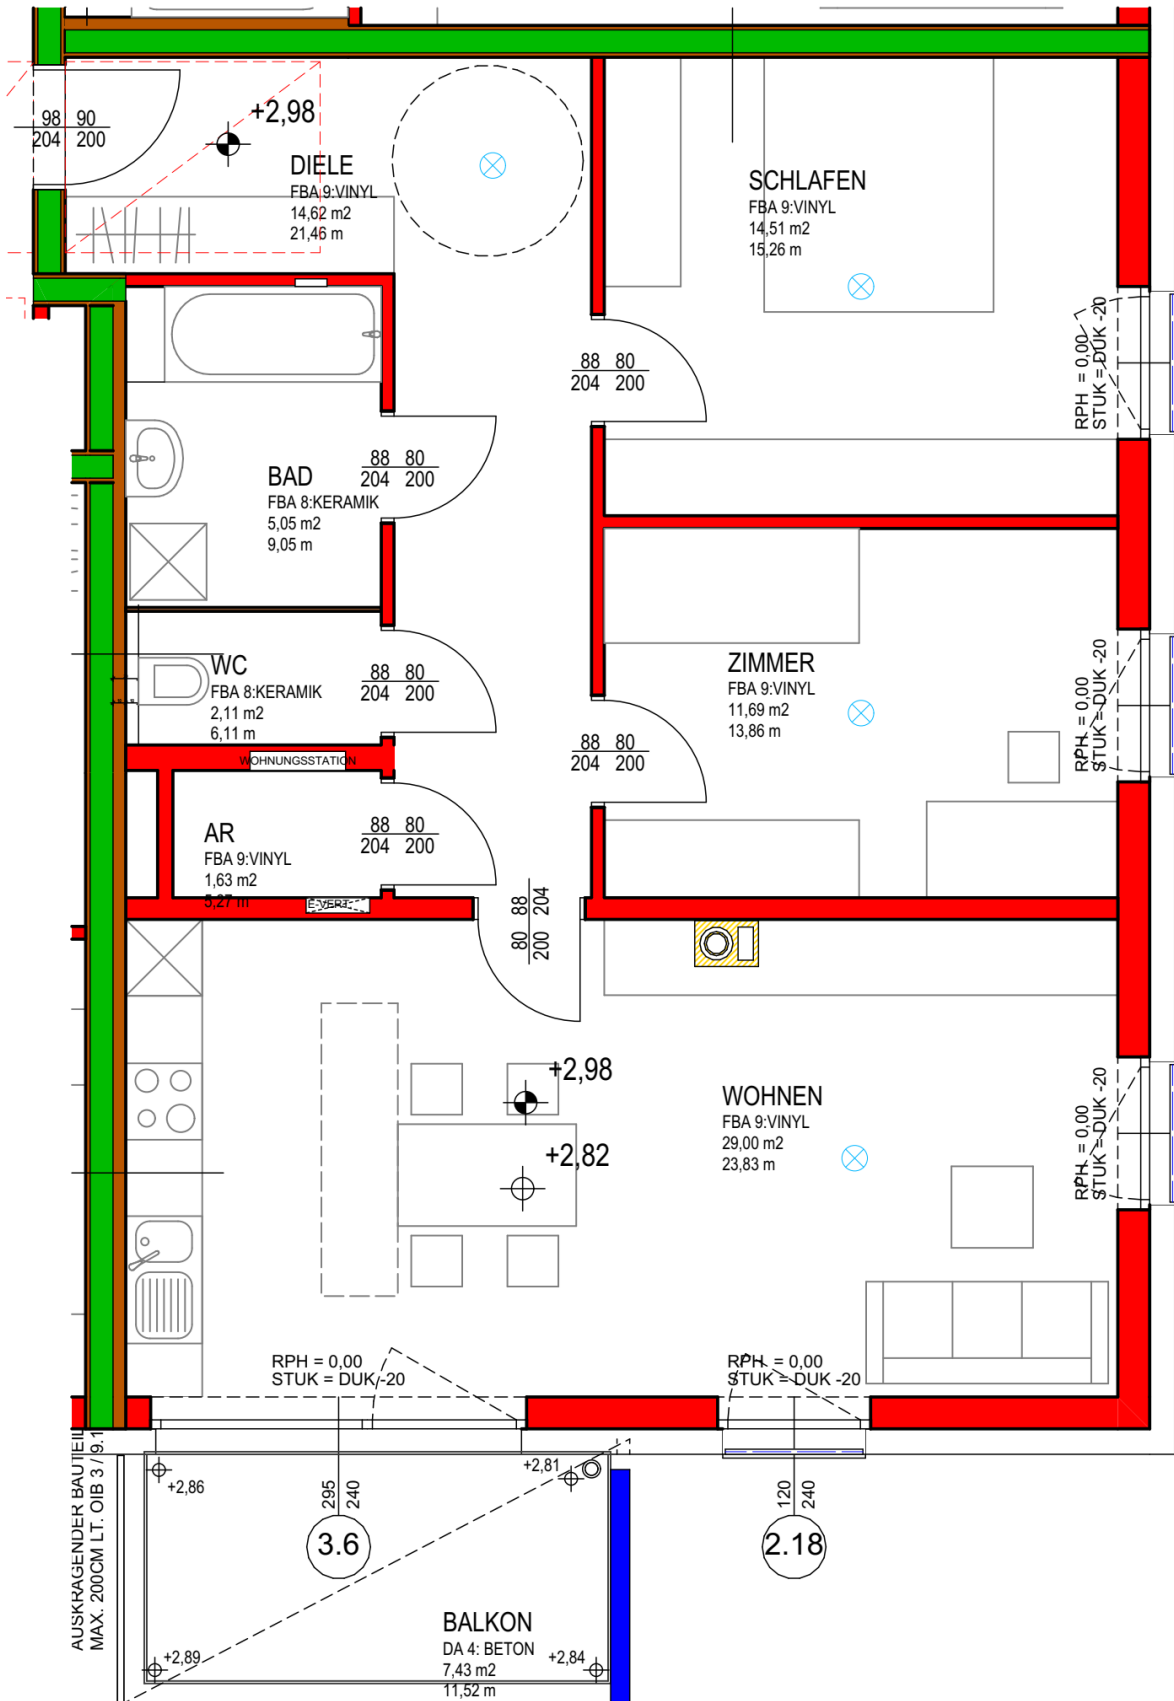 98 90
204 200
+2,98
DIELE
FBA 9:VINYL
14,62 m2
21,46 m
SCHLAFEN
FBA 9:VINYL
14,51 m2
15,26 m
88 80
204 200
RPH = 0,00
STUK = DUK -20
BAD
FBA 8:KERAMIK
5,05 m2
9,05 m
88 80
204 200
WC
FBA 8:KERAMIK
2,11 m2
6,11 m
88 80
204 200
ZIMMER
FBA 9:VINYL
11,69 m2
13,86 m
88 80
204 200
RPH = 0,00
STUK = DUK -20
WOHNUNGSSTATION
AR
FBA 9:VINYL
1,63 m2
5,27 m
88 80
204 200
E-VERT.
80 88
200 204
+2,98
+2,82
WOHNEN
FBA 9:VINYL
29,00 m2
23,83 m
RPH = 0,00
STUK = DUK -20
RPH = 0,00
STUK = DUK -20
RPH = 0,00
STUK = DUK -20
AUSKRAGENDER BAUTEIL
MAX. 200CM LT. OIB 3 / 9.1
+2,86
+2,81
295
240
3.6
120
240
2.18
BALKON
DA 4: BETON
7,43 m2
11,52 m
+2,89
+2,84